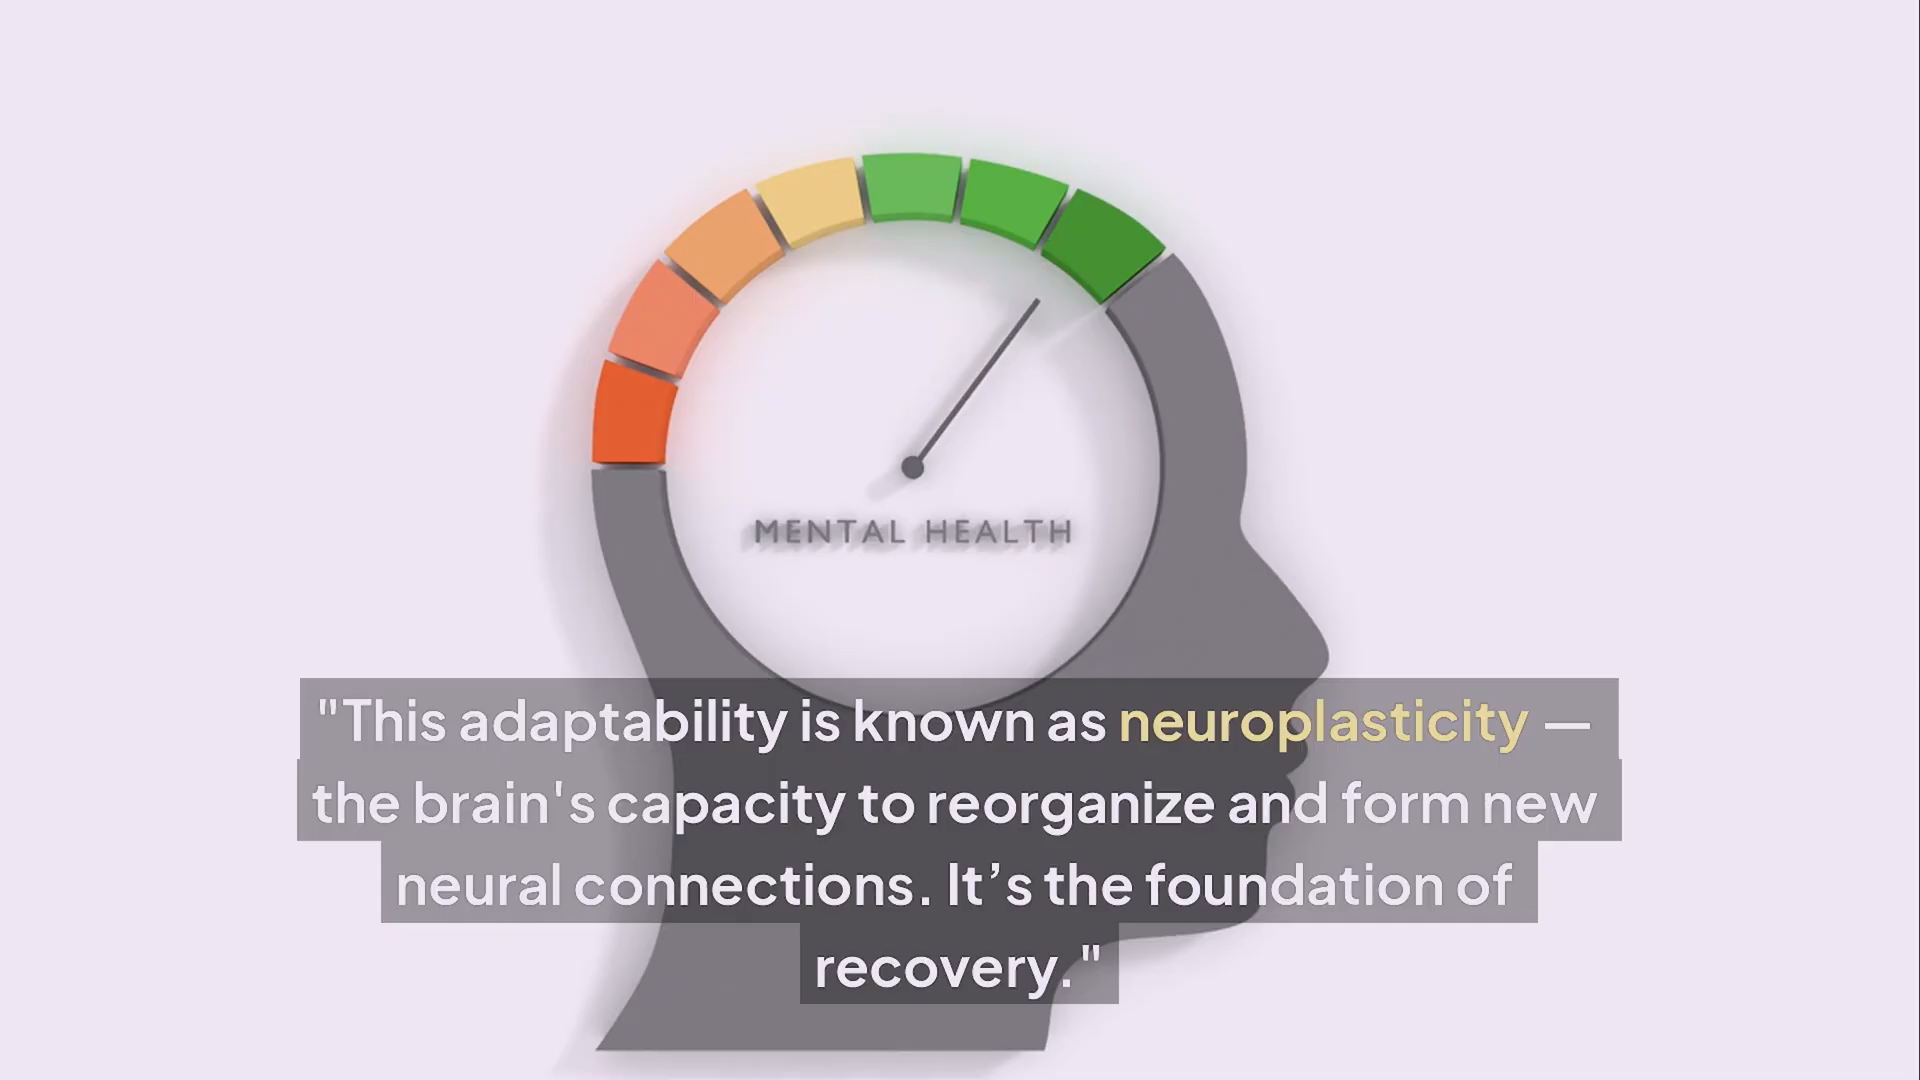 MENTAL HEALTH
"This adaptability is known as neuroplasticity —
the brain's capacity to reorganize and form new
neural connections. It’s the foundation of
recovery."